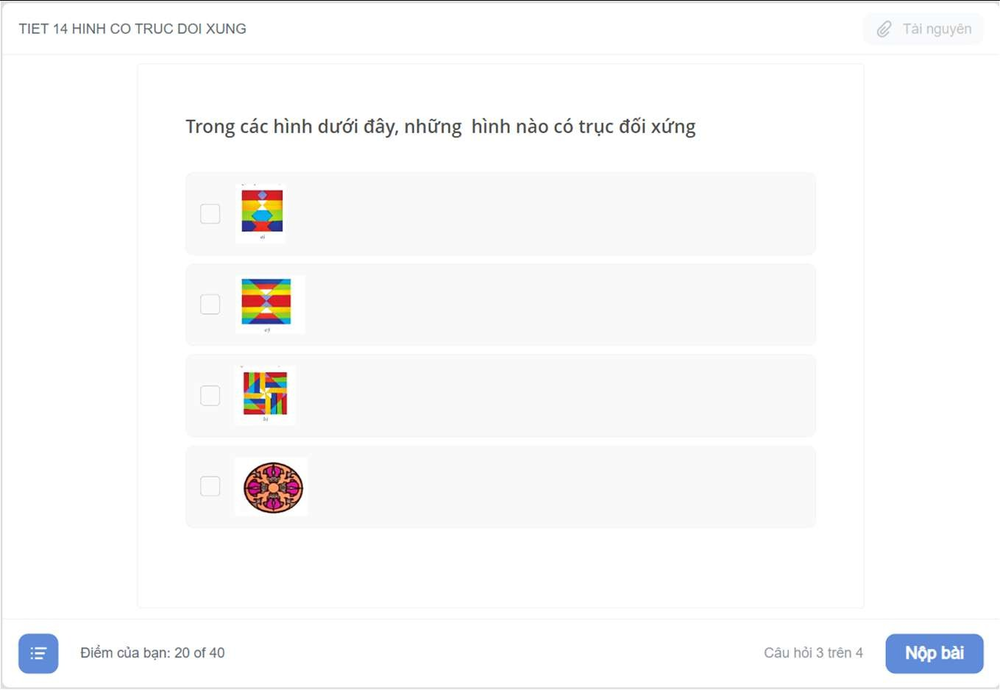 TIET 14 HINH CO TRUC DOI XUNG
Tài nguyên
Trong các hình dưới đây, những hình nào có trục đối xứng
a)
c)
b)
Điểm của bạn: 20 of 40
Câu hỏi 3 trên 4
Nộp bài